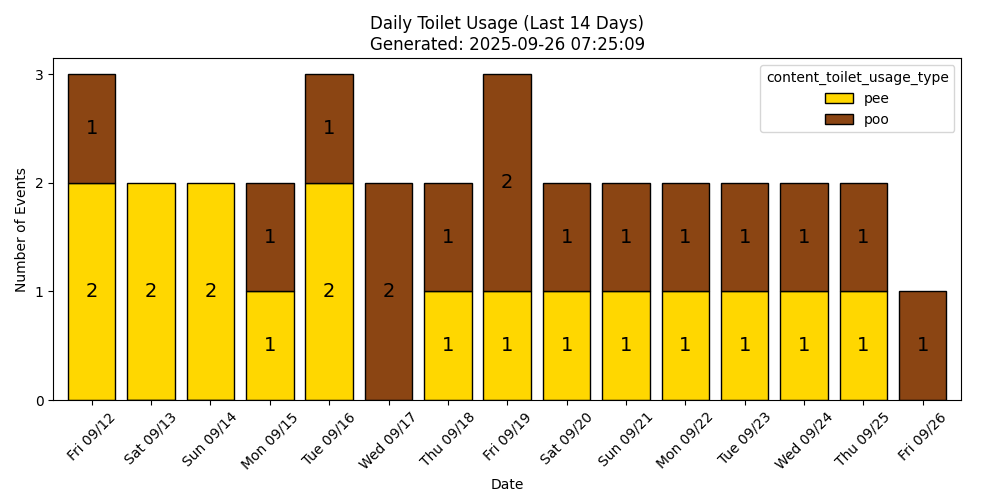 Daily Toilet Usage (Last 14 Days)
Generated: 2025-09-26 07:25:09
content_toilet_usage_type
pee
poo
Number of Events
3
2
1
0
1 1
2
1 1 1 1 1 1 1 1
2 2 2 2 2
1 1 1 1 1 1 1 1 1 1
Fri 09/12
Sat 09/13
Sun 09/14
Mon 09/15
Tue 09/16
Wed 09/17
Thu 09/18
Fri 09/19
Sat 09/20
Sun 09/21
Mon 09/22
Tue 09/23
Wed 09/24
Thu 09/25
Fri 09/26
Date